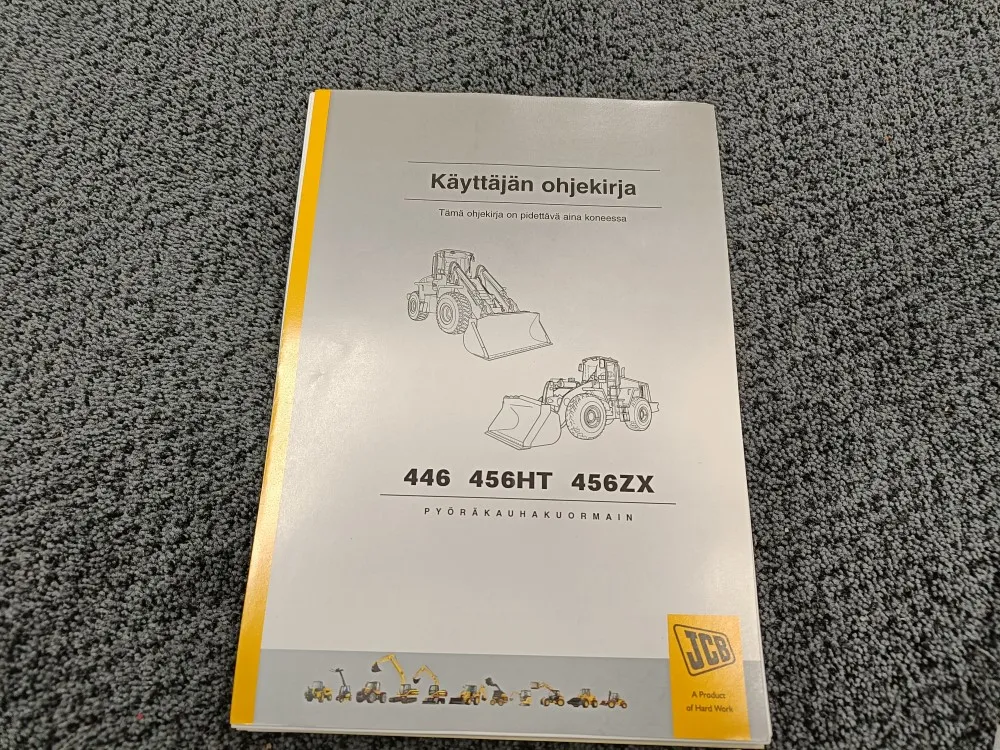 Käyttäjän ohjekirja
Tämä ohjekirja on pidettävä aina koneessa
446 456HT 456ZX
PYÖRÄKAUHAKUORMAIN
JCB
A Product
of Hard Work